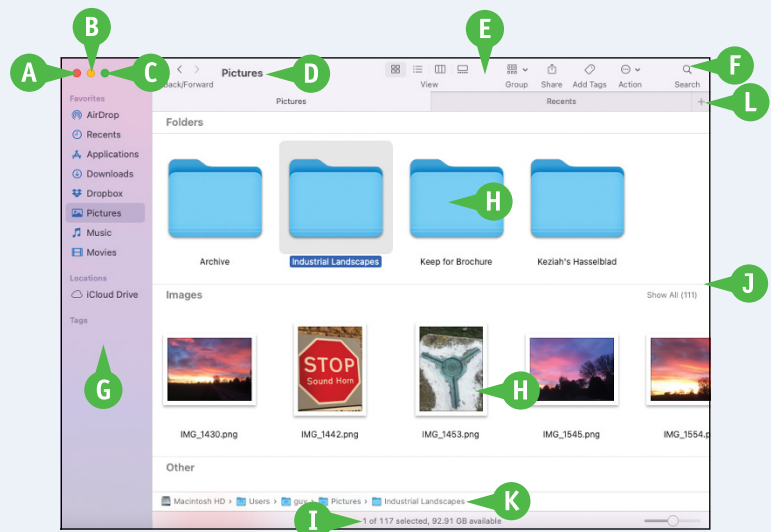 B
E
A
C
Pictures
D
F
Back/Forward
View
Group
Share
Add Tags
Action
Search
Favorites
Pictures
Recents
+
L
AirDrop
Folders
Recents
Applications
Downloads
Dropbox
Pictures
Music
Movies
H
Archive
Industrial Landscapes
Keep for Brochure
Keziah's Hasselblad
Locations
iCloud Drive
Images
Show All (111)
J
Tags
G
STOP
Sound Horn
H
IMG_1430.png
IMG_1442.png
IMG_1453.png
IMG_1545.png
IMG_1554.p
Other
Macintosh HD › Users › guy › Pictures › Industrial Landscapes
K
I
1 of 117 selected, 92.91 GB available